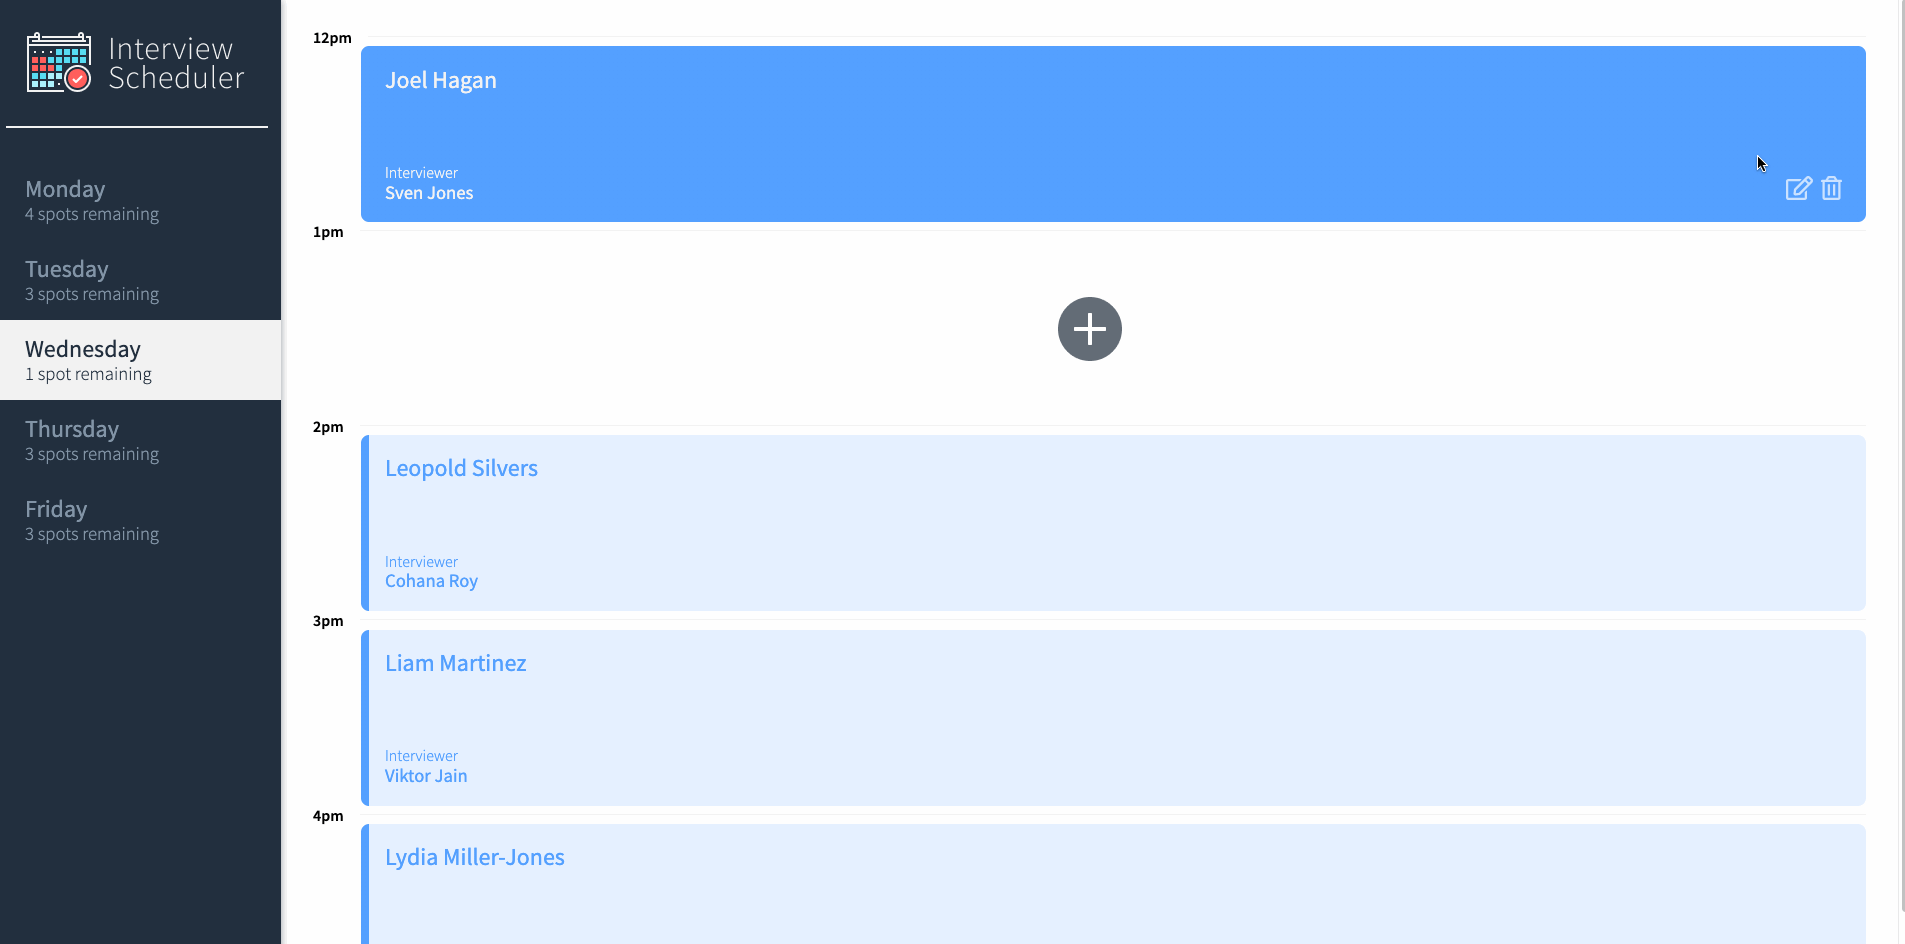 Interview
Scheduler
Monday
4 spots remaining
Tuesday
3 spots remaining
Wednesday
1 spot remaining
Thursday
3 spots remaining
Friday
3 spots remaining
12pm
Joel Hagan
Interviewer
Sven Jones
1pm
2pm
Leopold Silvers
Interviewer
Cohana Roy
3pm
Liam Martinez
Interviewer
Viktor Jain
4pm
Lydia Miller-Jones